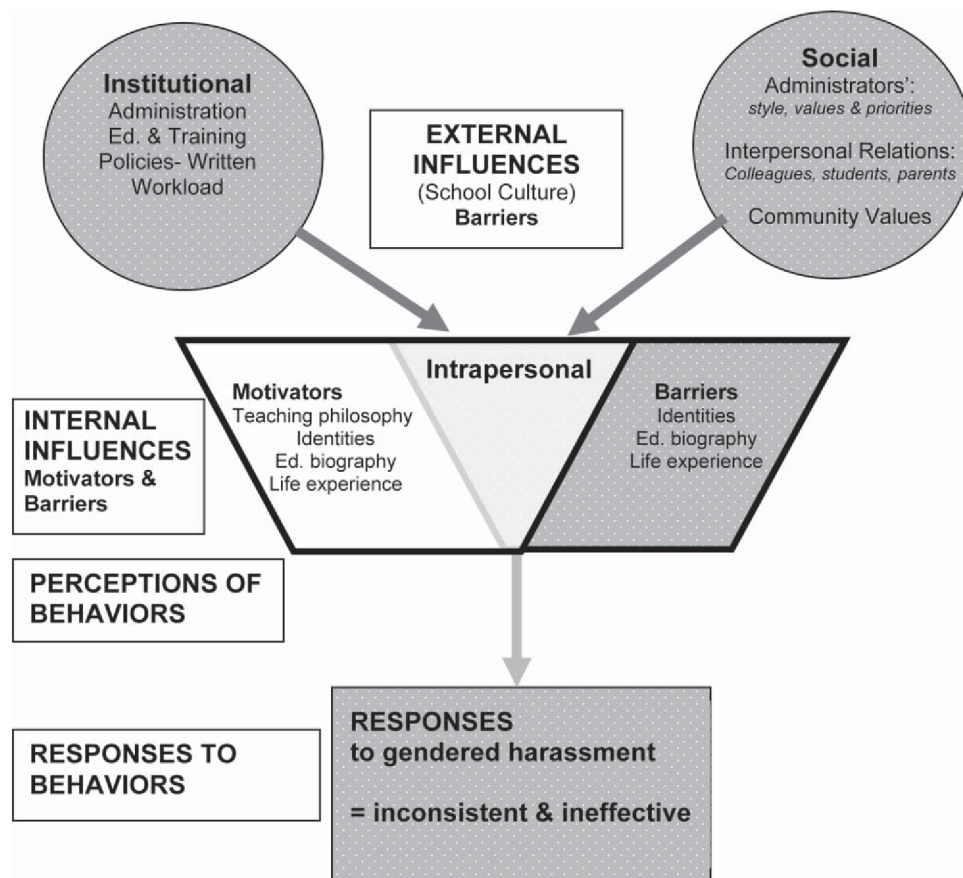 Institutional
Administration
Ed. & Training
Policies- Written
Workload
EXTERNAL
INFLUENCES
(School Culture)
Barriers
Social
Administrators':
style, values & priorities
Interpersonal Relations:
Colleagues, students, parents
Community Values
INTERNAL
INFLUENCES
Motivators &
Barriers
Motivators
Teaching philosophy
Identities
Ed. biography
Life experience
Intrapersonal
Barriers
Identities
Ed. biography
Life experience
PERCEPTIONS OF
BEHAVIORS
RESPONSES TO
BEHAVIORS
RESPONSES
to gendered harassment
= inconsistent & ineffective